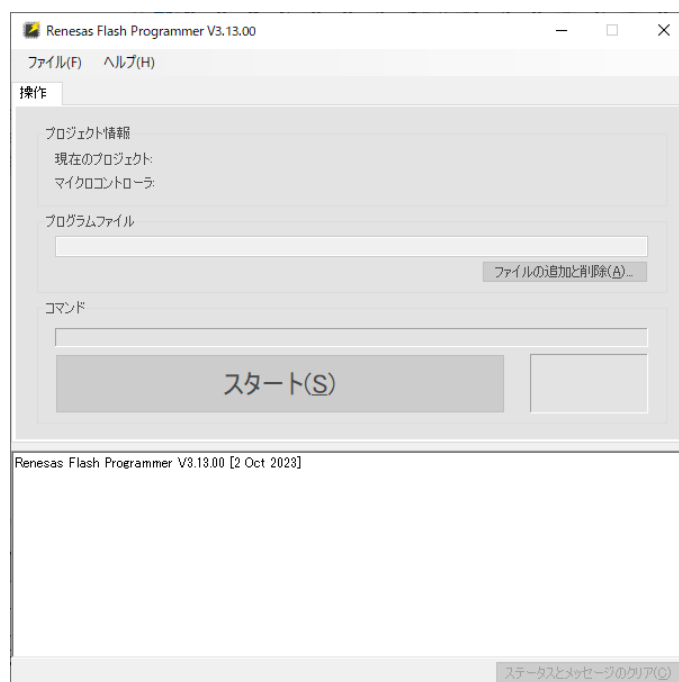 Renesas Flash Programmer V3.13.00
ファイル(F) ヘルプ(H)
操作
プロジェクト情報
現在のプロジェクト:
マイクロコントローラ:
プログラムファイル
ファイルの追加と削除(A)...
コマンド
スタート(S)
Renesas Flash Programmer V3.13.00 [2 Oct 2023]
ステータスとメッセージのクリア(C)